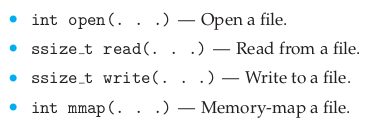 • int open(. . .) — Open a file.
• ssize_t read(. . .) — Read from a file.
• ssize_t write(. . .) — Write to a file.
• int mmap(. . .) — Memory-map a file.